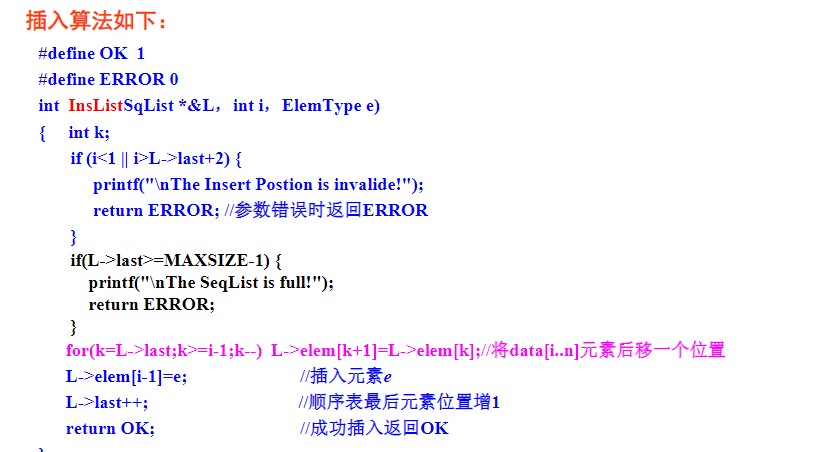 插入算法如下：
#define OK  1
#define ERROR 0
int  InsListSqList *&L，int i，ElemType e)
{    int k;
if (i<1 || i>L->last+2) {
printf("\nThe Insert Postion is invalide!");
return ERROR; //参数错误时返回ERROR
}
if(L->last>=MAXSIZE-1) {
printf("\nThe SeqList is full!");
return ERROR;
}
for(k=L->last;k>=i-1;k--)  L->elem[k+1]=L->elem[k];//将data[i..n]元素后移一个位置
L->elem[i-1]=e;                    //插入元素e
L->last++;                         //顺序表最后元素位置增1
return OK;                         //成功插入返回OK